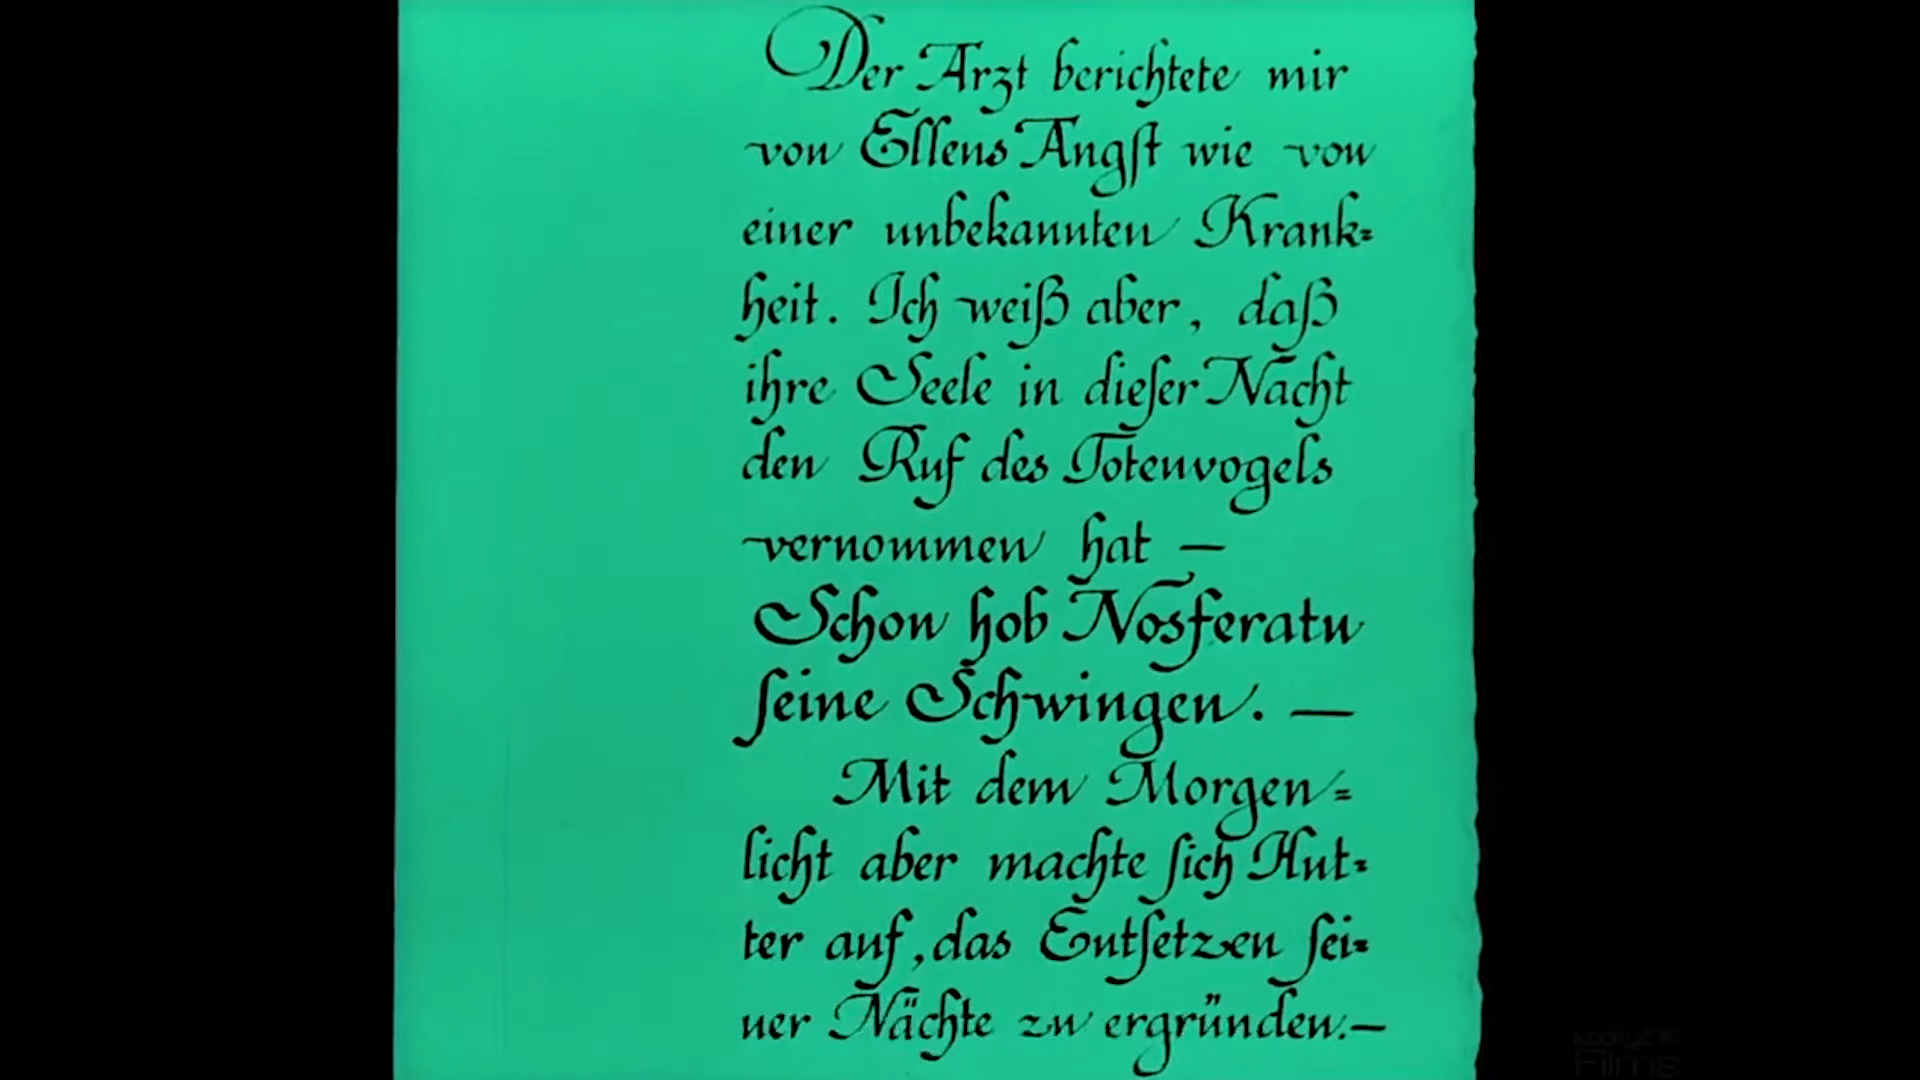 Der Arzt berichtete mir
von Ellens Angſt wie von
einer unbekannten Krank=
heit. Ich weiß aber, daß
ihre Seele in dieſer Nacht
den Ruf des Totenvogels
vernommen hat —
Schon hob Nosferatu
ſeine Schwingen. —
Mit dem Morgen=
licht aber machte ſich Hut=
ter auf, das Entſetzen ſei=
ner Nächte zu ergründen.—
Films